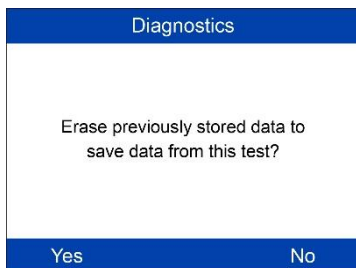 Diagnostics
Erase previously stored data to
save data from this test?
Yes No